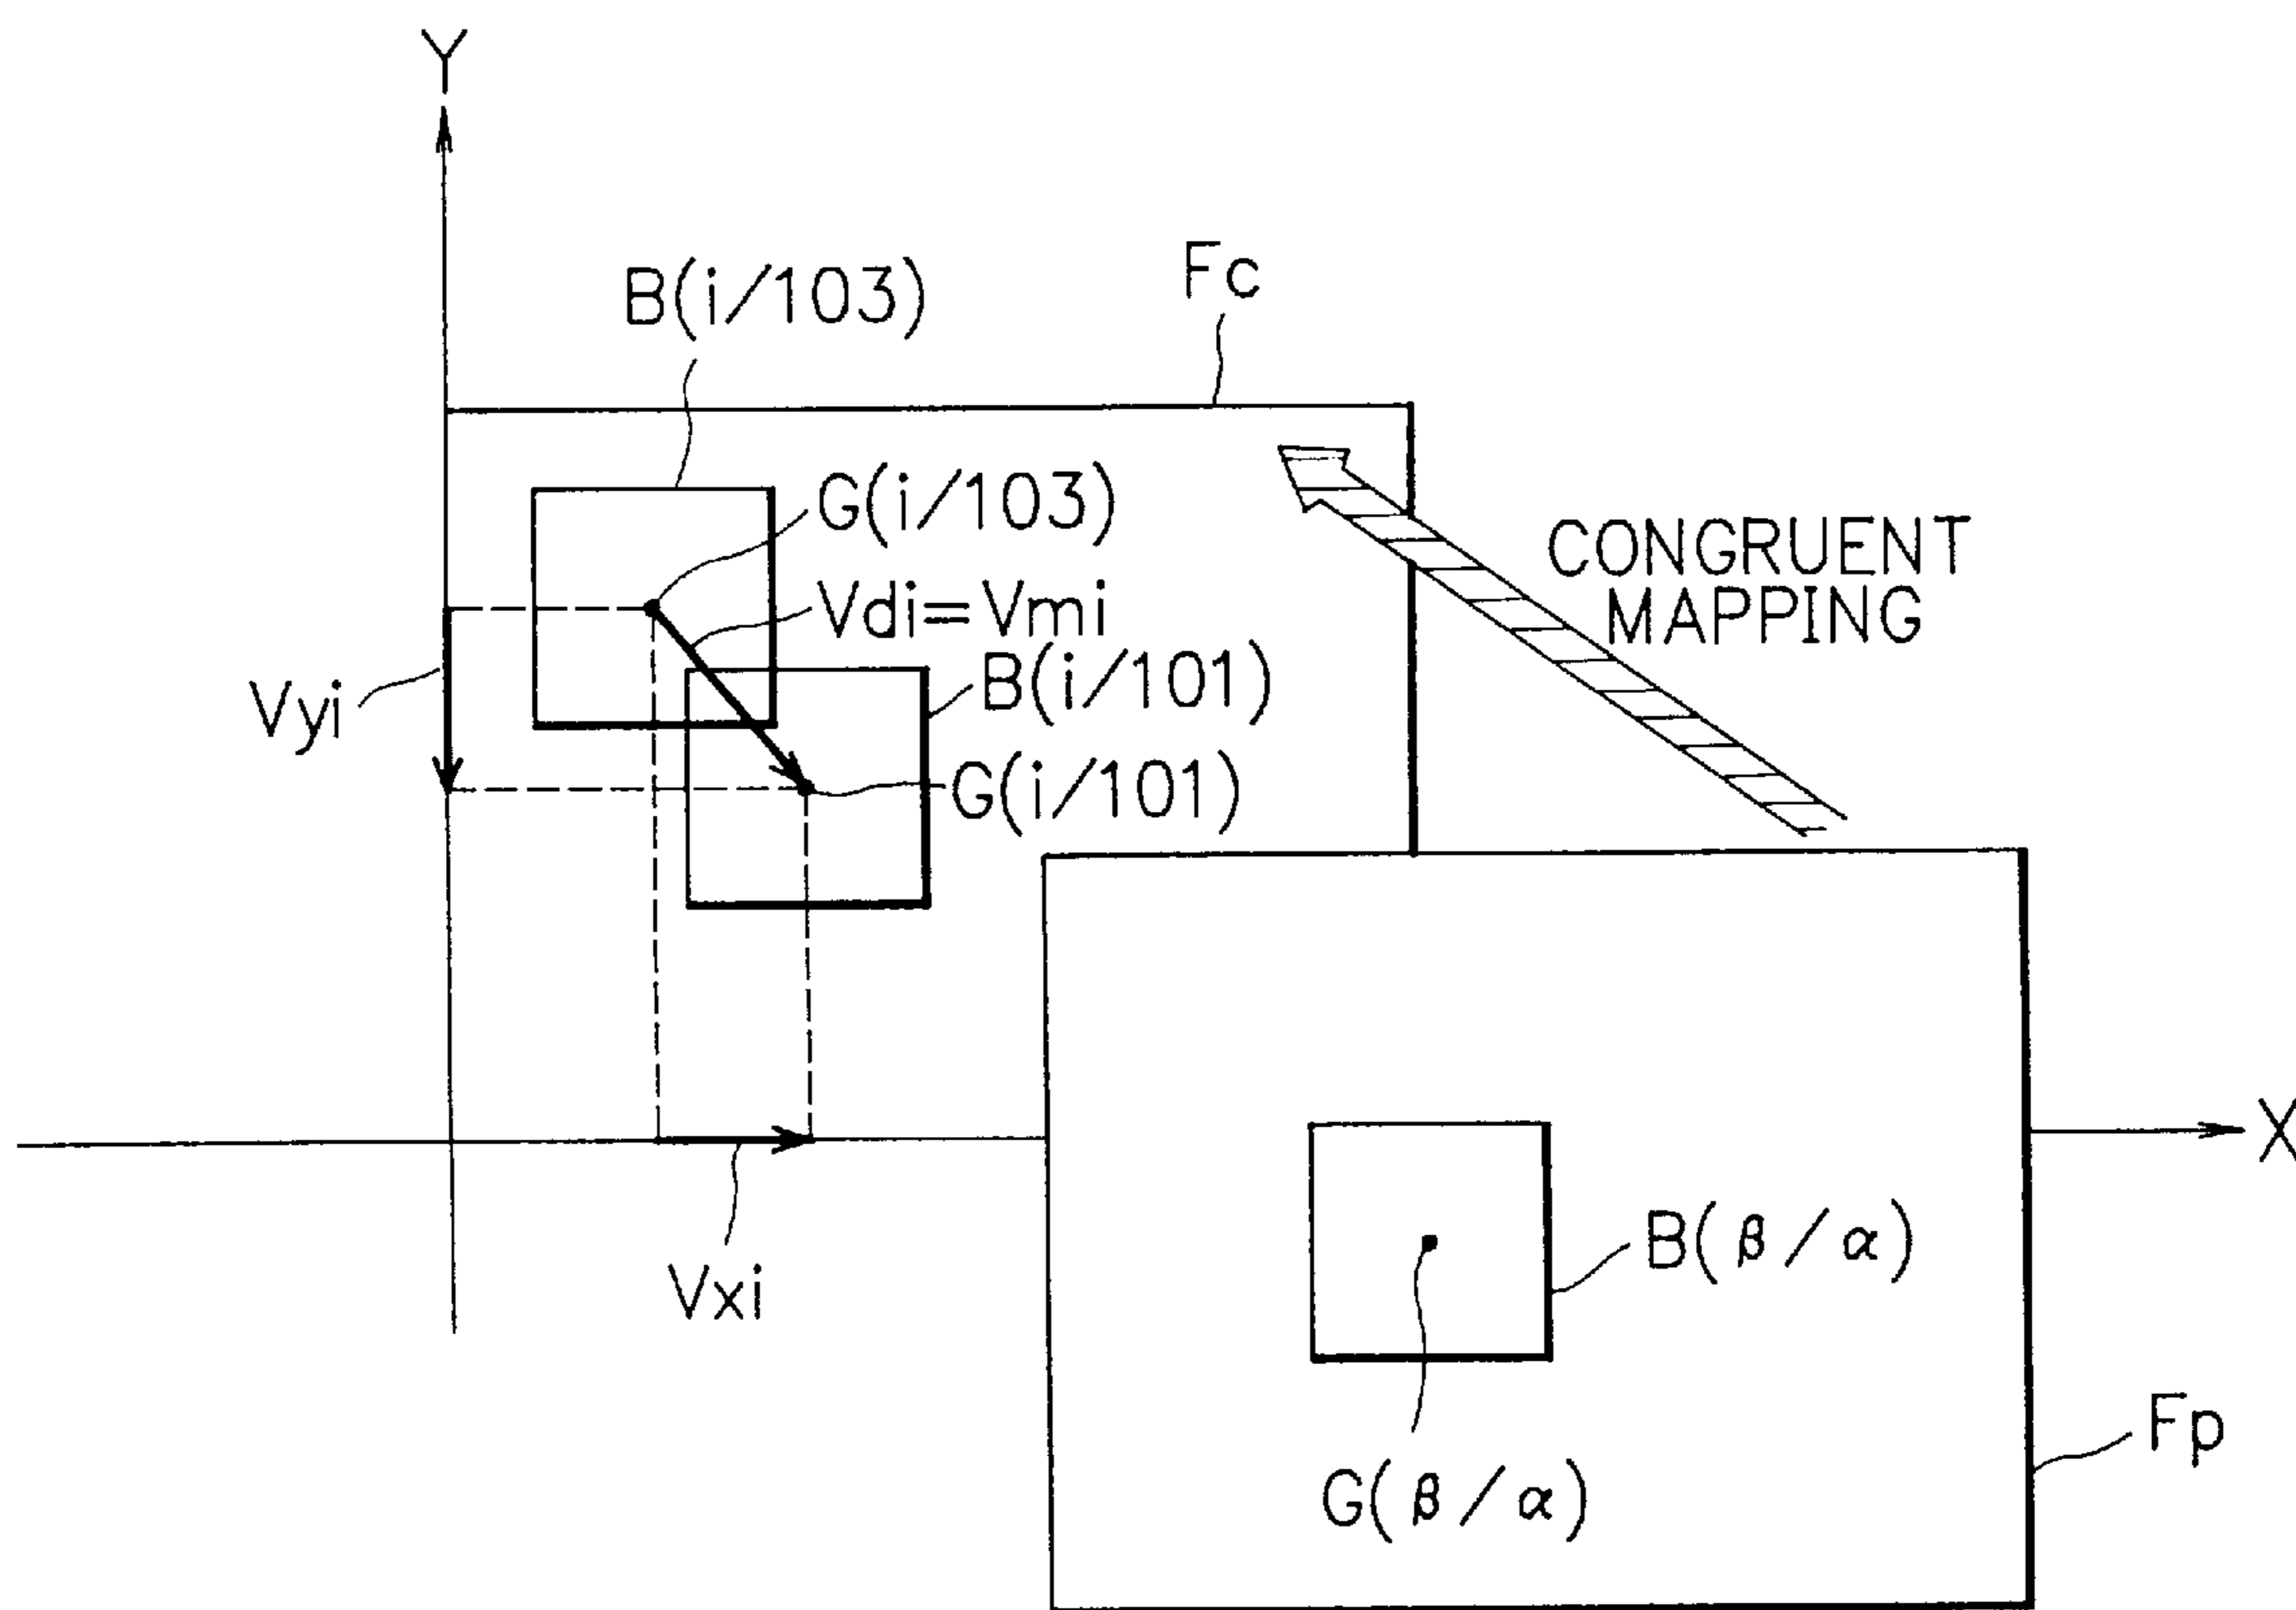 Y
Fc
B(i/103)
G(i/103)
CONGRUENT
MAPPING
Vdi=Vmi
B(i/101)
Vyi
G(i/101)
X
B(β/α)
Vxi
Fp
G(β/α)